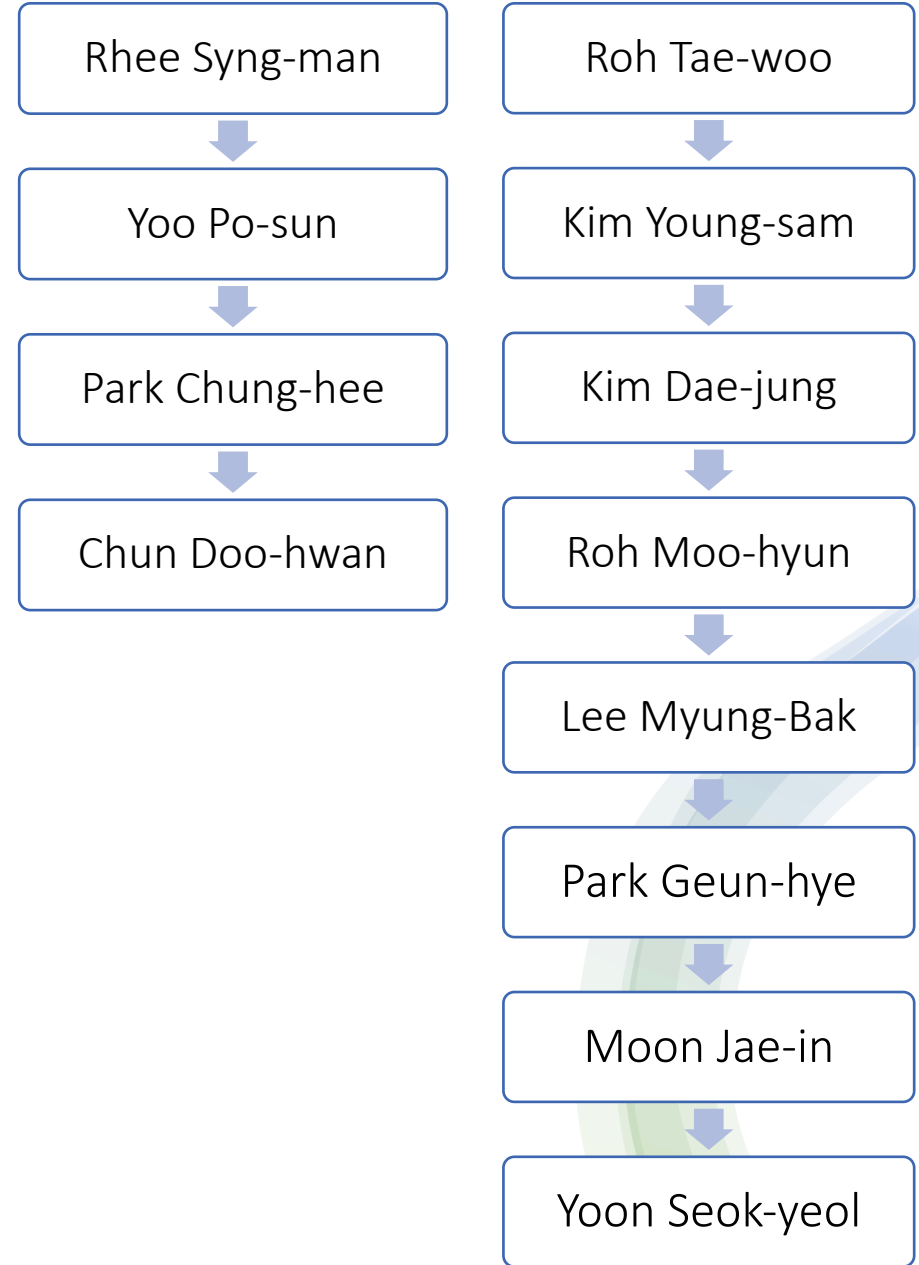 Rhee Syng-man
Yoo Po-sun
Park Chung-hee
Chun Doo-hwan
Roh Tae-woo
Kim Young-sam
Kim Dae-jung
Roh Moo-hyun
Lee Myung-Bak
Park Geun-hye
Moon Jae-in
Yoon Seok-yeol